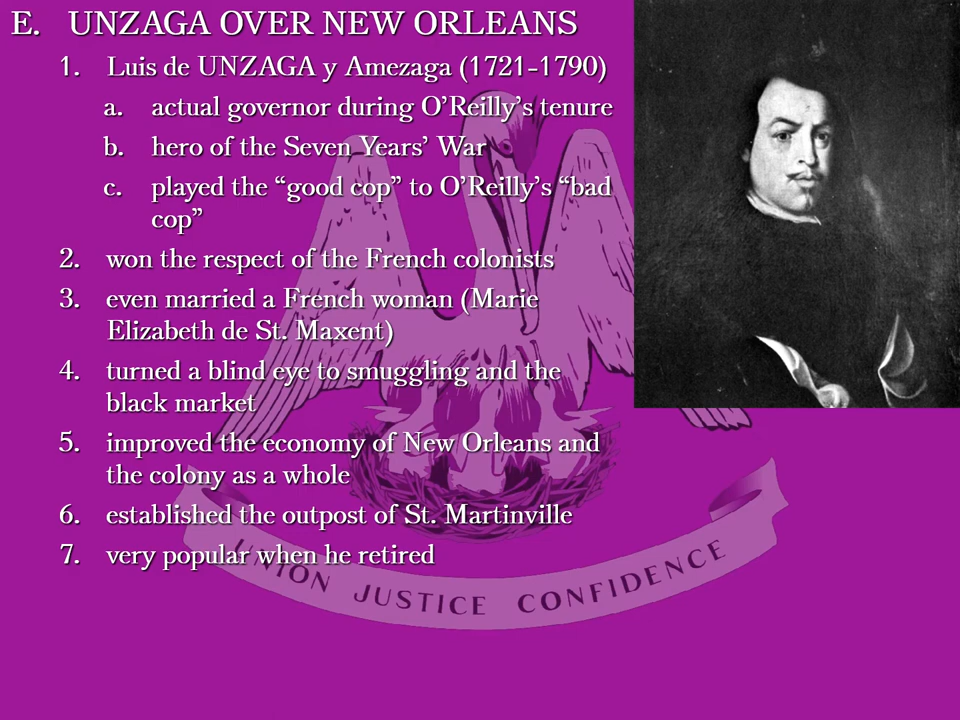 E. UNZAGA OVER NEW ORLEANS
1. Luis de UNZAGA y Amezaga (1721-1790)
a. actual governor during O’Reilly’s tenure
b. hero of the Seven Years’ War
c. played the “good cop” to O’Reilly’s “bad
cop”
2. won the respect of the French colonists
3. even married a French woman (Marie
Elizabeth de St. Maxent)
4. turned a blind eye to smuggling and the
black market
5. improved the economy of New Orleans and
the colony as a whole
6. established the outpost of St. Martinville
7. very popular when he retired
UNION JUSTICE CONFIDENCE